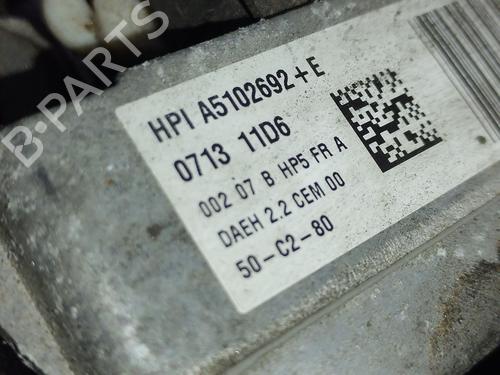 HPI A5102692+E
0713 11D6
002 07 B HP5 FR A
DAEH 2.2 CEM 00
50-C2-80
B-PARTS